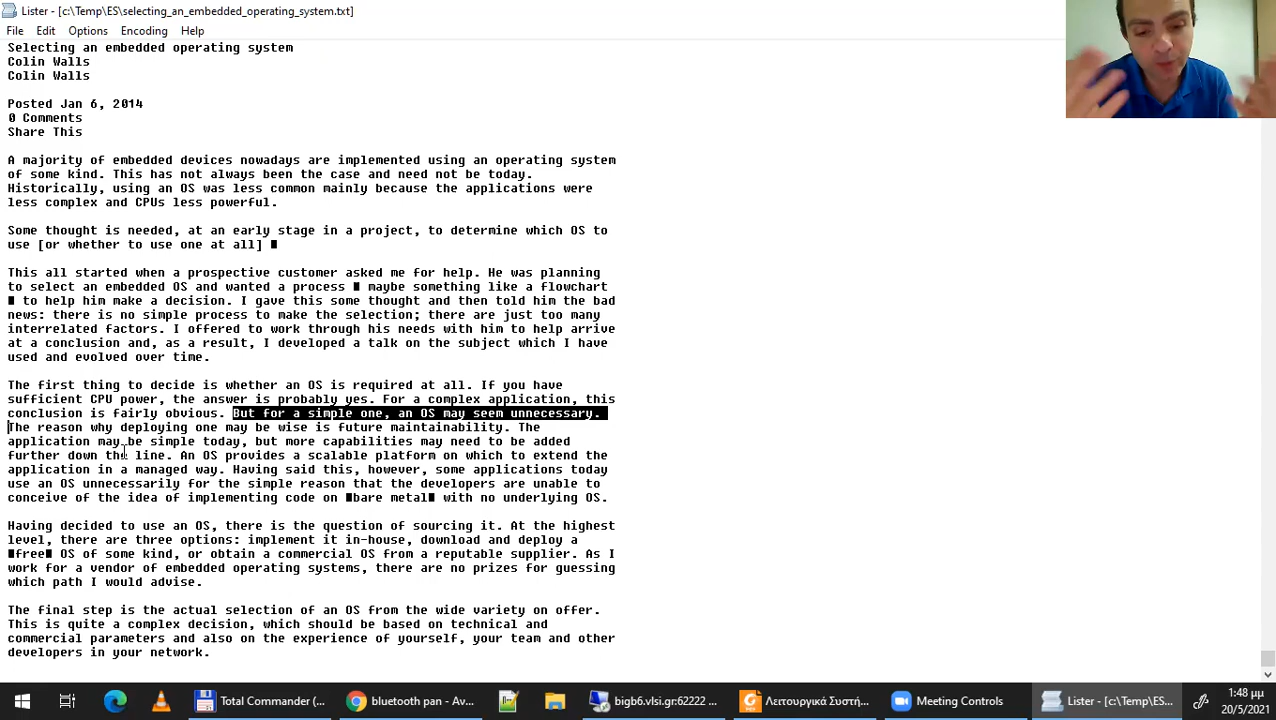 Lister - [c:\Temp\ES\selecting_an_embedded_operating_system.txt]
File Edit Options Encoding Help
Selecting an embedded operating system
Colin Walls
Colin Walls
Posted Jan 6, 2014
0 Comments
Share This
A majority of embedded devices nowadays are implemented using an operating system
of some kind. This has not always been the case and need not be today.
Historically, using an OS was less common mainly because the applications were
less complex and CPUs less powerful.
Some thought is needed, at an early stage in a project, to determine which OS to
use [or whether to use one at all] ■
This all started when a prospective customer asked me for help. He was planning
to select an embedded OS and wanted a process ■ maybe something like a flowchart
■ to help him make a decision. I gave this some thought and then told him the bad
news: there is no simple process to make the selection; there are just too many
interrelated factors. I offered to work through his needs with him to help arrive
at a conclusion and, as a result, I developed a talk on the subject which I have
used and evolved over time.
The first thing to decide is whether an OS is required at all. If you have
sufficient CPU power, the answer is probably yes. For a complex application, this
conclusion is fairly obvious. But for a simple one, an OS may seem unnecessary.
The reason why deploying one may be wise is future maintainability. The
application may be simple today, but more capabilities may need to be added
further down the line. An OS provides a scalable platform on which to extend the
application in a managed way. Having said this, however, some applications today
use an OS unnecessarily for the simple reason that the developers are unable to
conceive of the idea of implementing code on ■bare metal■ with no underlying OS.
Having decided to use an OS, there is the question of sourcing it. At the highest
level, there are three options: implement it in-house, download and deploy a
■free■ OS of some kind, or obtain a commercial OS from a reputable supplier. As I
work for a vendor of embedded operating systems, there are no prizes for guessing
which path I would advise.
The final step is the actual selection of an OS from the wide variety on offer.
This is quite a complex decision, which should be based on technical and
commercial parameters and also on the experience of yourself, your team and other
developers in your network.
Total Commander (... bluetooth pan - Av... bigb6.vlsi.gr:62222 ... Λειτουργικά Συστή... Meeting Controls Lister - [c:\Temp\E... 1:48 μμ
20/5/2021